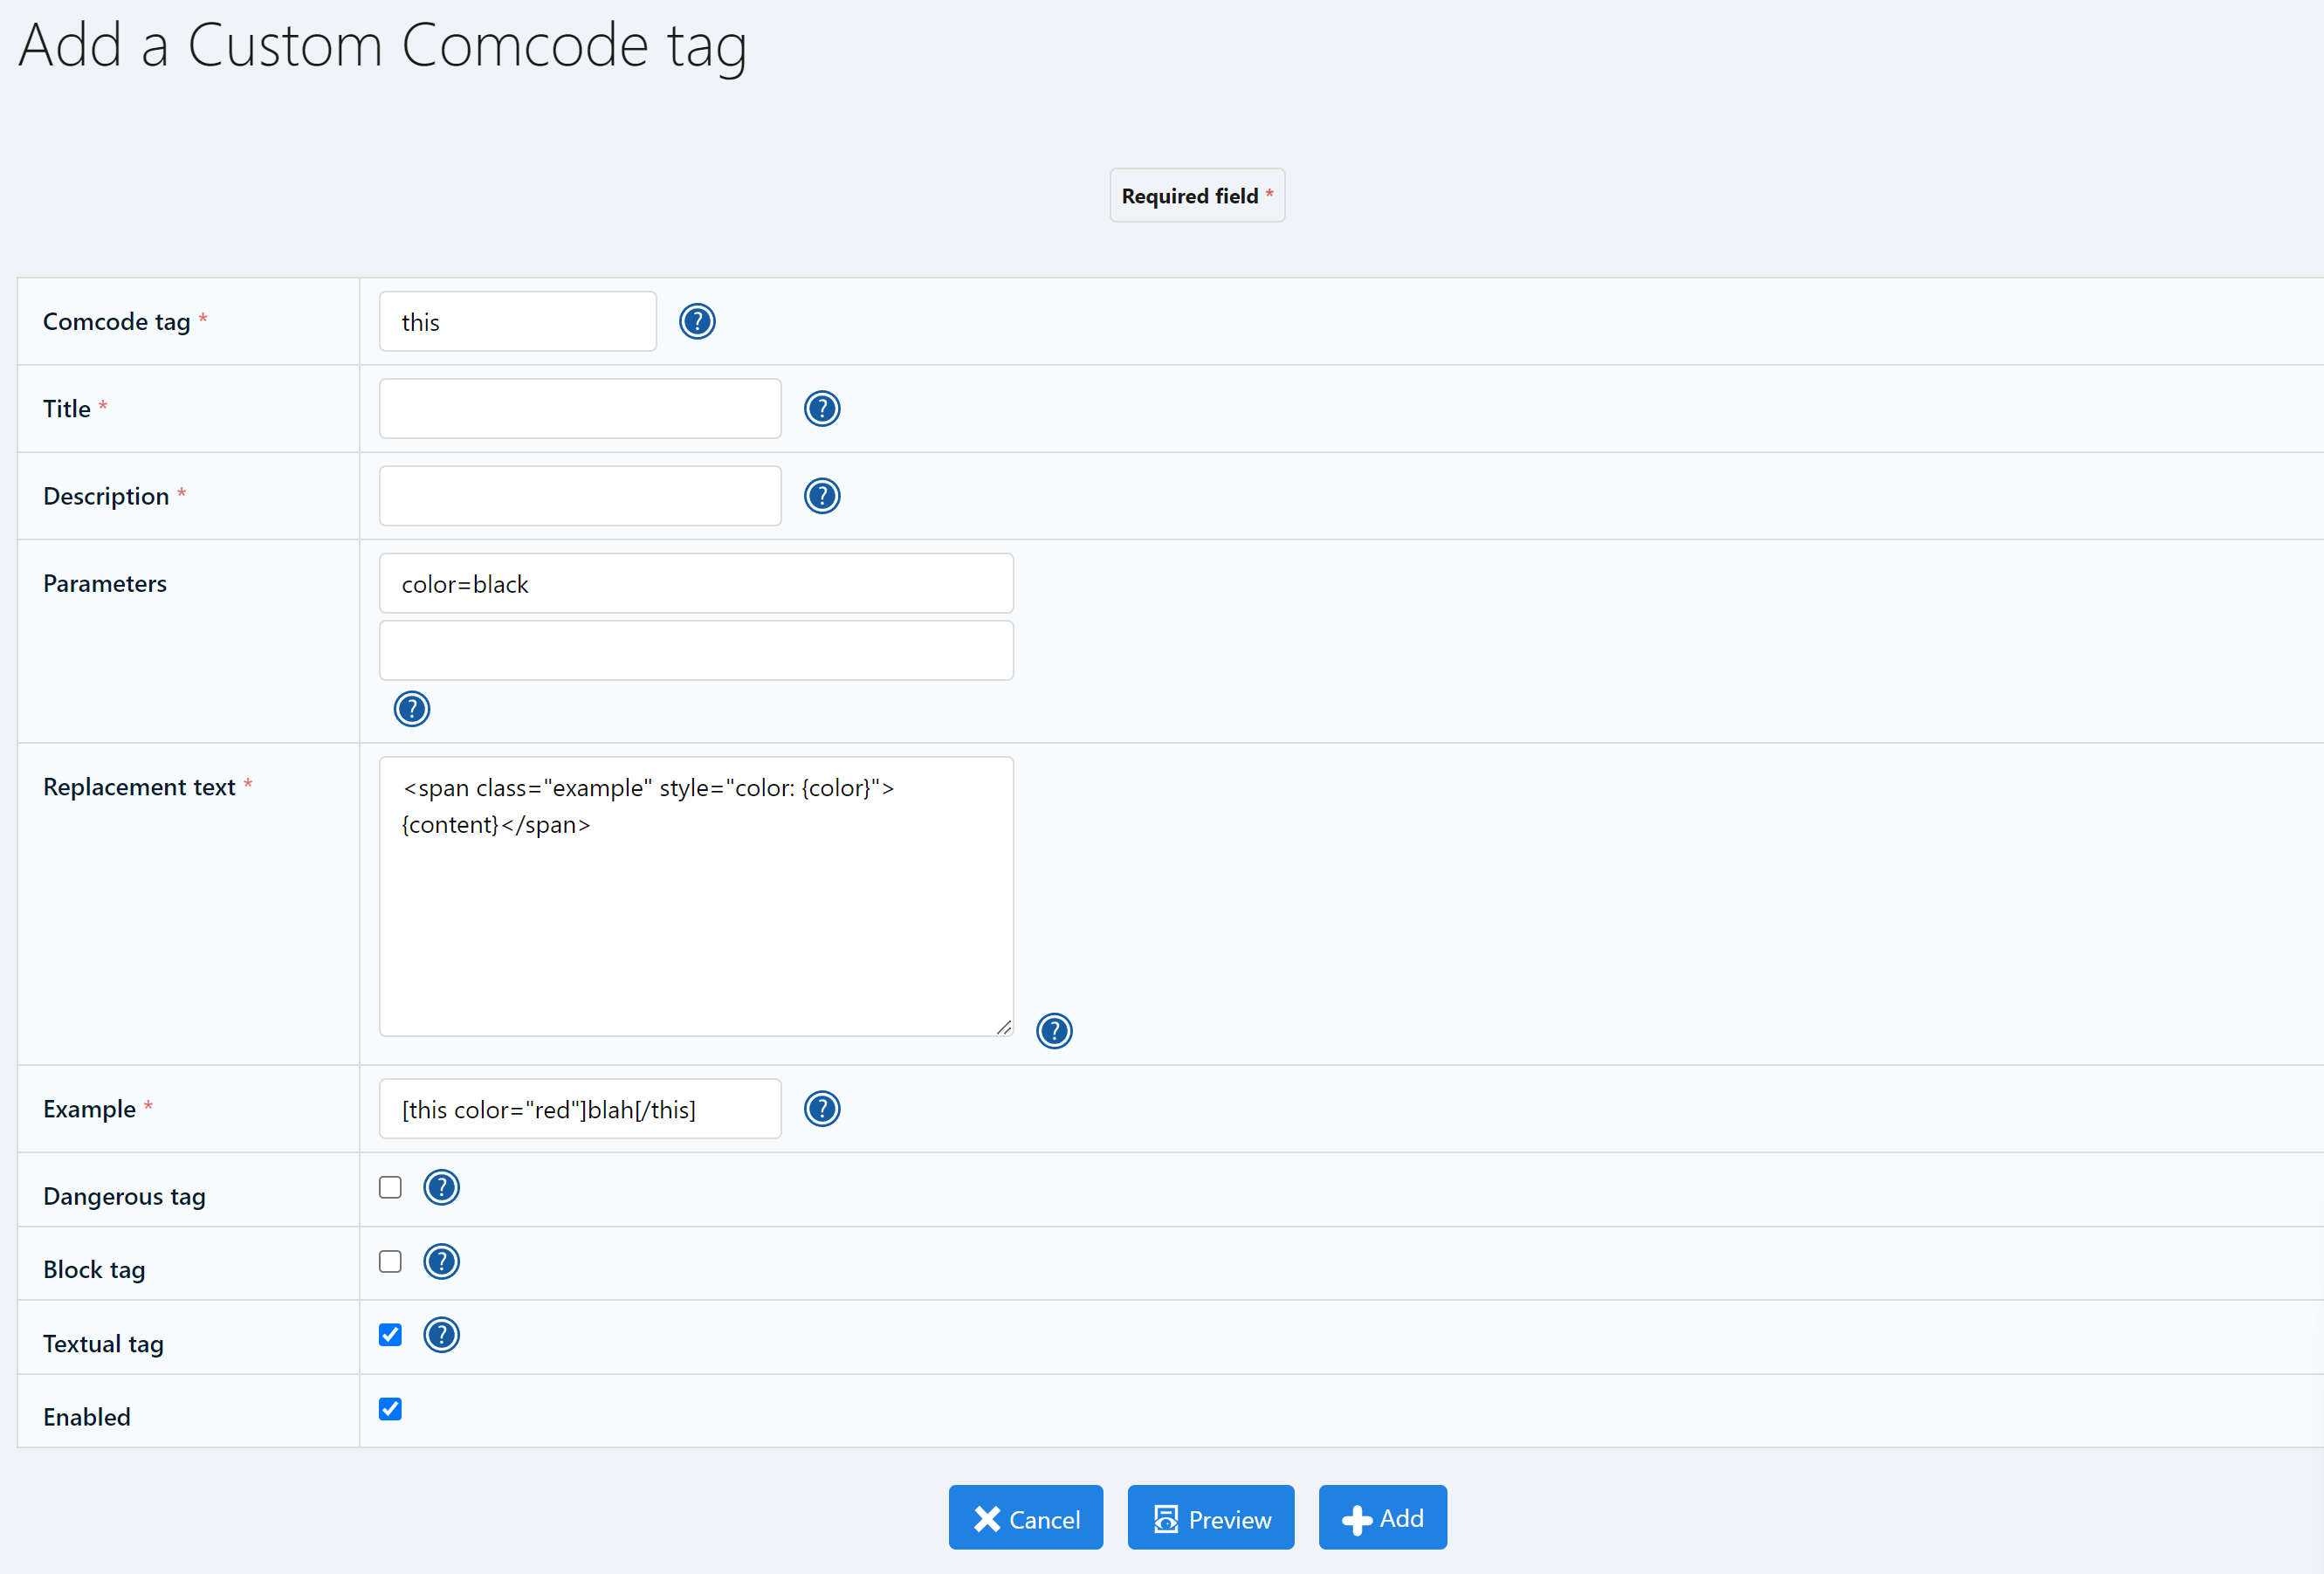 Add a Custom Comcode tag
Required field *
Comcode tag *
this
?
Title *
?
Description *
?
Parameters
color=black
?
Replacement text *
<span class="example" style="color: {color}">
{content}</span>
?
Example *
[this color="red"]blah[/this]
?
Dangerous tag
?
Block tag
?
Textual tag
?
Enabled
Cancel
Preview
Add